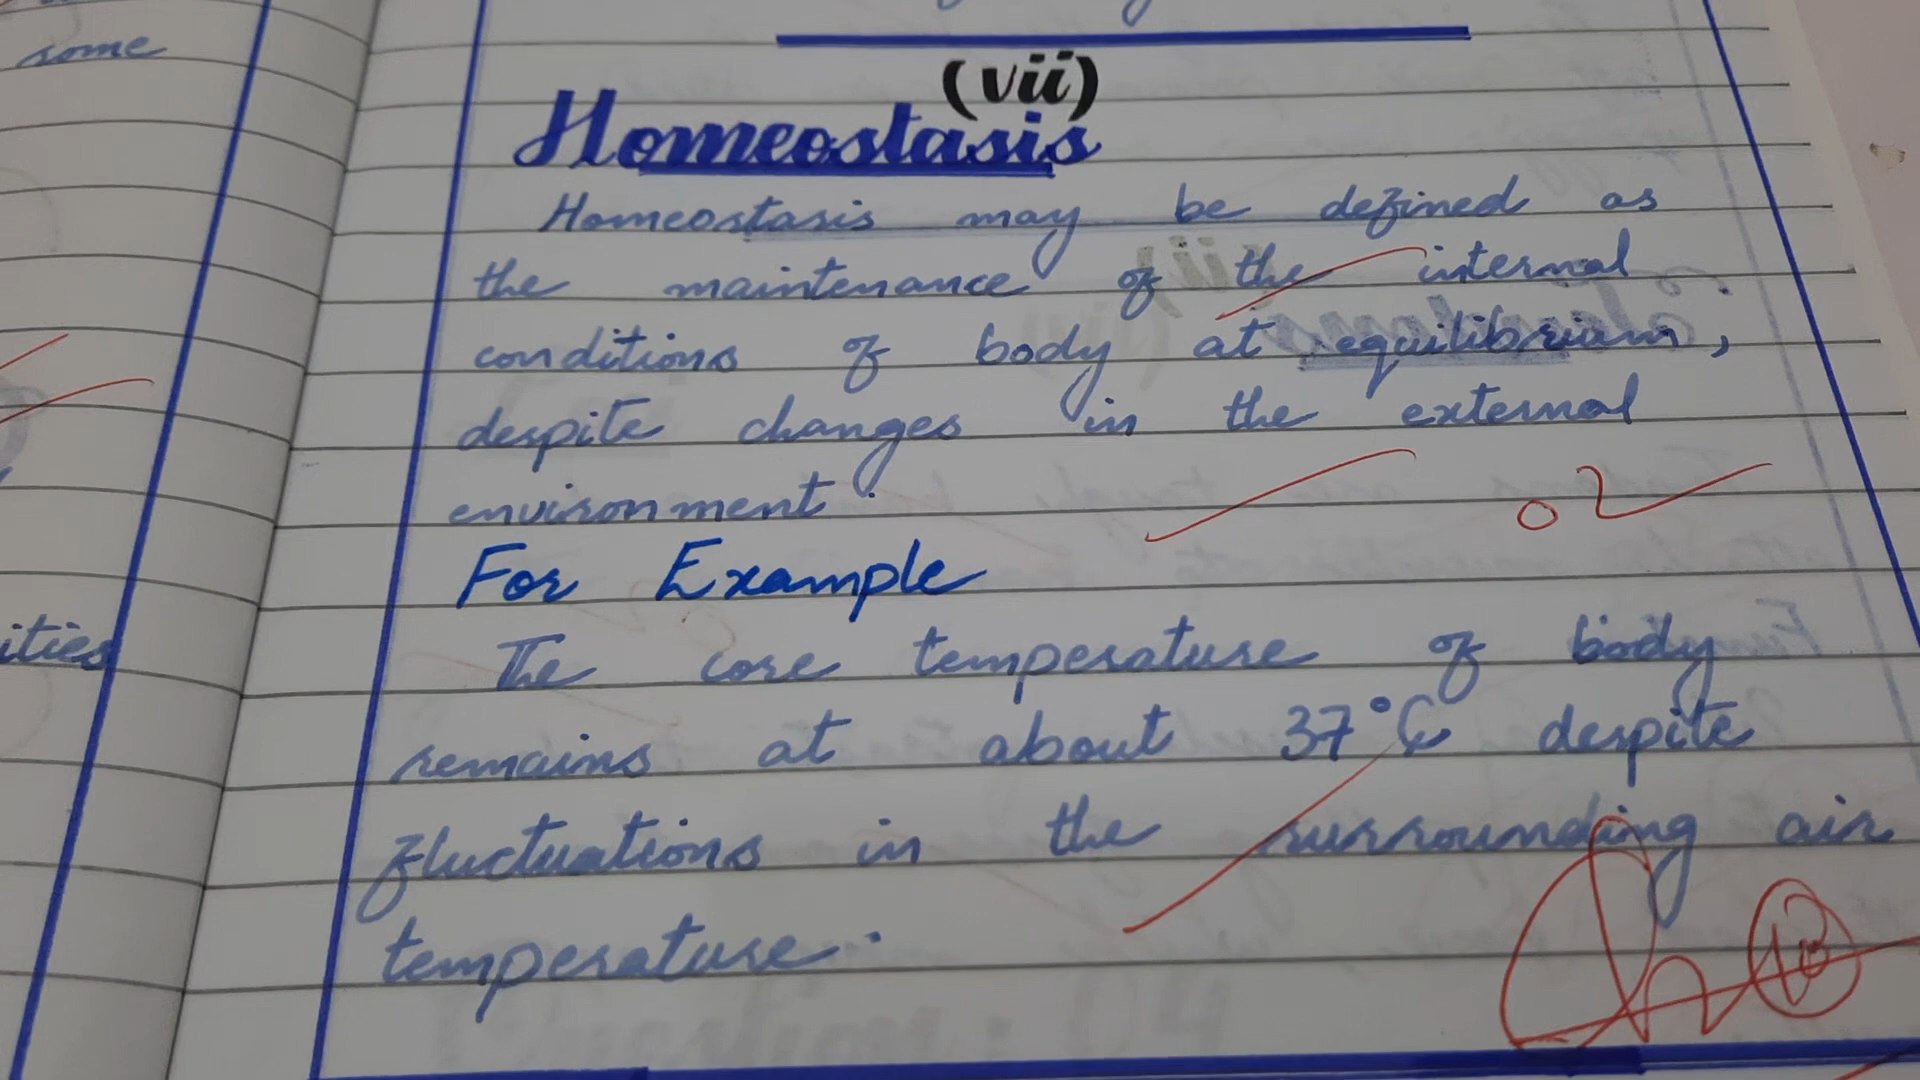 some
ities
(vii)
Homeostasis
Homeostasis may be defined as
the maintenance of the internal
conditions of body at equilibrium,
despite changes in the external
environment.
02
For Example
The core temperature of body
remains at about 37°C despite
fluctuations in the surrounding air
temperature.